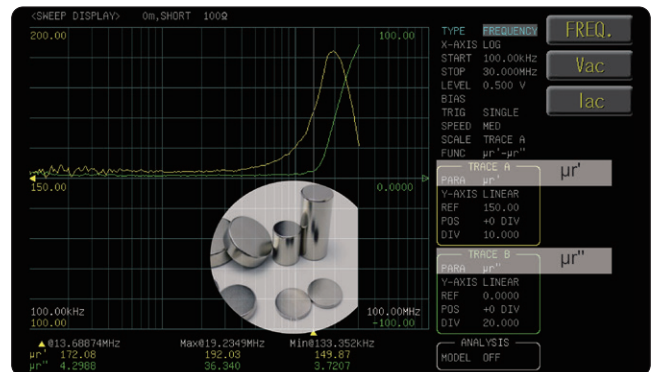 <SWEEP DISPLAY> 0m,SHORT 100Ω
200.00 100.00
150.00 0.0000
100.00kHz 100.00MHz
100.00 -100.00
▲ @13.68874MHz Max@19.2349MHz Min@133.352kHz
μr' 172.08 192.03 149.87
μr" 4.2988 36.340 3.7207
TYPE FREQUENCY
X-AXIS LOG
START 100.00kHz
STOP 30.000MHz
LEVEL 0.500 V
BIAS
TRIG SINGLE
SPEED MED
SCALE TRACE A
FUNC μr'-μr"
TRACE A
PARA μr'
μr'
Y-AXIS LINEAR
REF 150.00
POS +0 DIV
DIV 10.000
TRACE B
PARA μr"
μr"
Y-AXIS LINEAR
REF 0.0000
POS +0 DIV
DIV 20.000
ANALYSIS
MODEL OFF
FREQ.
Vac
Iac